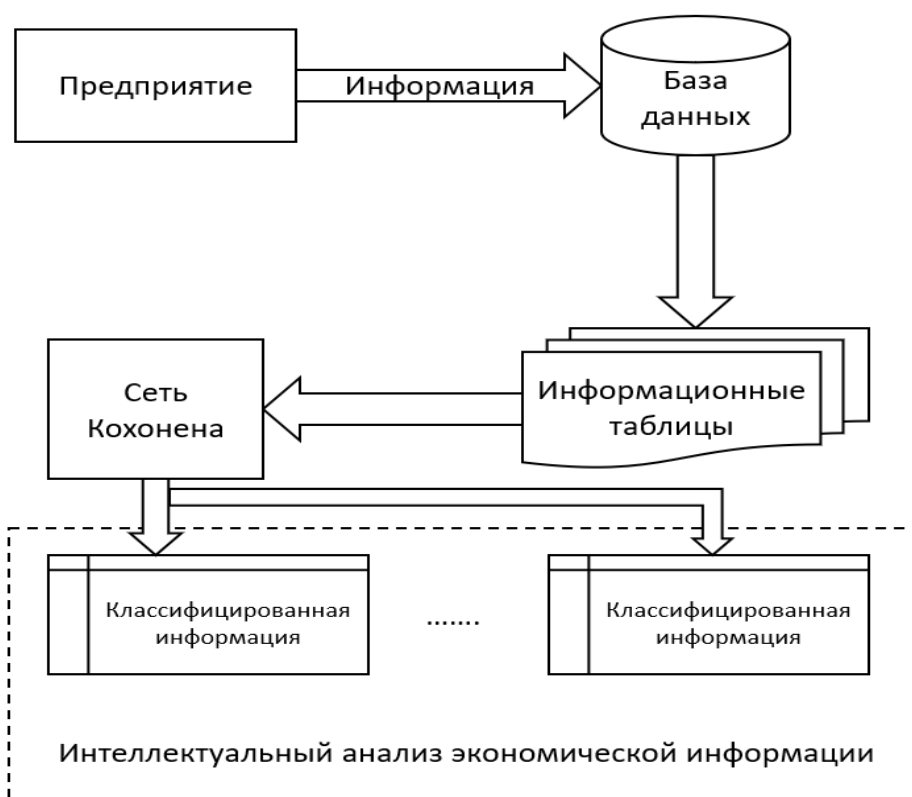 Предприятие
Информация
База
данных
Сеть
Кохонена
Информационные
таблицы
Классифицированная
информация
.......
Классифицированная
информация
Интеллектуальный анализ экономической информации